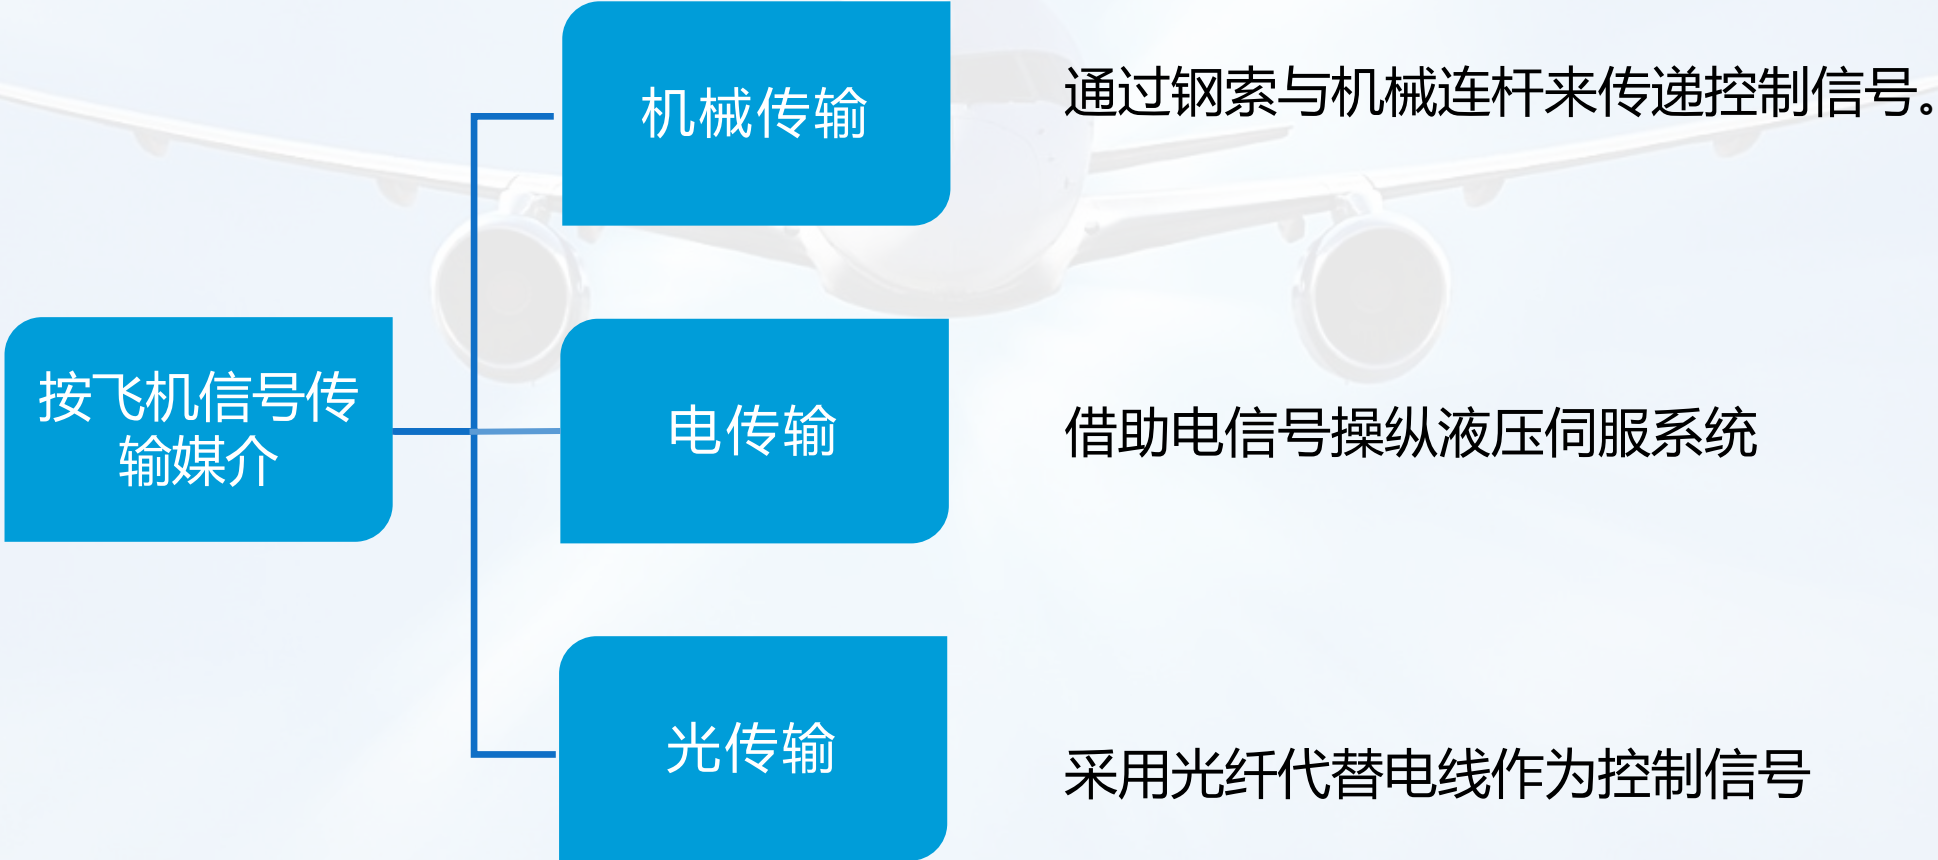 机械传输
通过钢索与机械连杆来传递控制信号。
按飞机信号传
输媒介
电传输
借助电信号操纵液压伺服系统
光传输
采用光纤代替电线作为控制信号